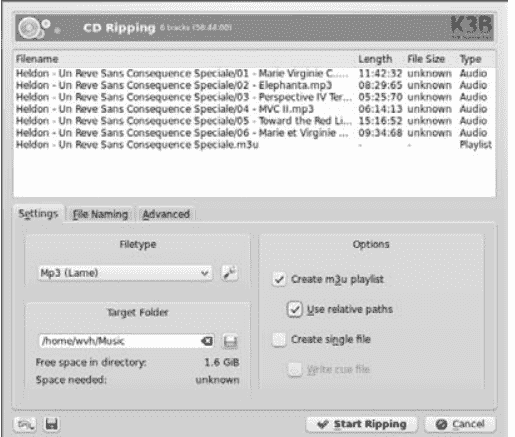 CD Ripping 6 tracks (56:44:00)
K3B
Filename Length File Size Type
Heldon - Un Reve Sans Consequence Speciale/01 - Marie Virginie C.... 11:42:32 unknown Audio
Heldon - Un Reve Sans Consequence Speciale/02 - Elephanta.mp3 08:29:65 unknown Audio
Heldon - Un Reve Sans Consequence Speciale/03 - Perspective IV Ter... 05:25:70 unknown Audio
Heldon - Un Reve Sans Consequence Speciale/04 - MVC II.mp3 06:14:13 unknown Audio
Heldon - Un Reve Sans Consequence Speciale/05 - Toward the Red Li... 15:16:52 unknown Audio
Heldon - Un Reve Sans Consequence Speciale/06 - Marie et Virginie ... 09:34:68 unknown Audio
Heldon - Un Reve Sans Consequence Speciale.m3u - - Playlist
Settings File Naming Advanced
Filetype
Mp3 (Lame)
Target Folder
/home/wvh/Music
Free space in directory: 1.6 GiB
Space needed: unknown
Options
Create m3u playlist
Use relative paths
Create single file
Write cue file
Start Ripping Cancel